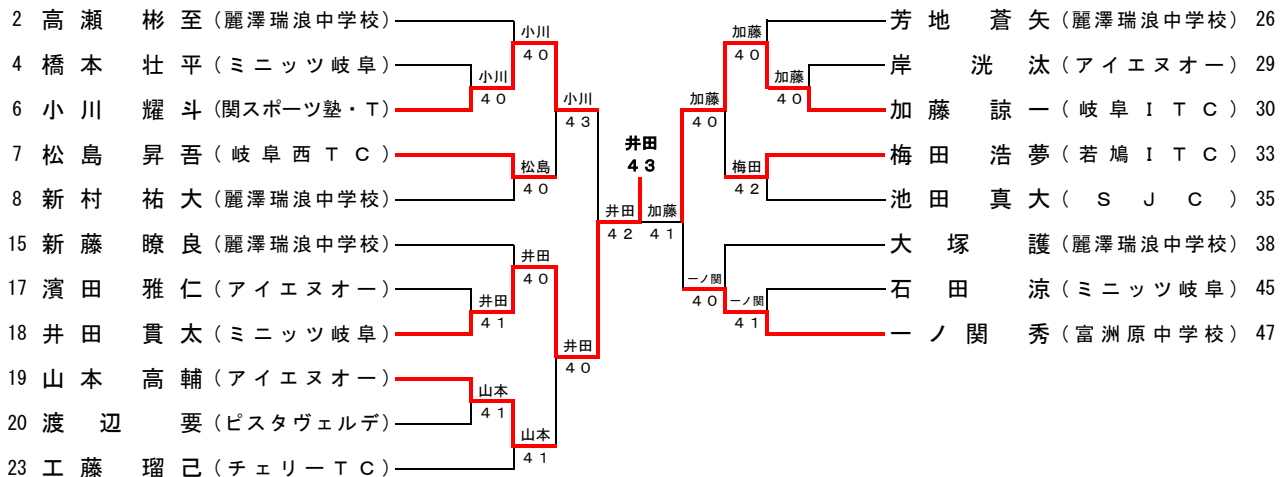 2 高瀬 彬至 (麗澤瑞浪中学校)
4 橋本 壮平 (ミニッツ岐阜)
6 小川 耀斗 (関スポーツ塾・T)
7 松島 昇吾 (岐阜西TC)
8 新村 祐大 (麗澤瑞浪中学校)
15 新藤 瞭良 (麗澤瑞浪中学校)
17 濱田 雅仁 (アイエヌオー)
18 井田 貫太 (ミニッツ岐阜)
19 山本 高輔 (アイエヌオー)
20 渡辺 要 (ピスタヴェルデ)
23 工藤 瑠己 (チェリーTC)
小川
40
松島
40
井田
41
山本
41
小川
40
井田
40
山本
41
小川
43
井田
40
井田
42
井田
43
加藤
41
加藤
40
一ノ関
40
加藤
40
梅田
42
加藤
40
一ノ関
41
芳地 蒼矢 (麗澤瑞浪中学校) 26
岸 洸汰 (アイエヌオー) 29
加藤 諒一 (岐阜ITC) 30
梅田 浩夢 (若鳩ITC) 33
池田 真大 (SJC) 35
大塚 護 (麗澤瑞浪中学校) 38
石田 涼 (ミニッツ岐阜) 45
一ノ関 秀 (富洲原中学校) 47